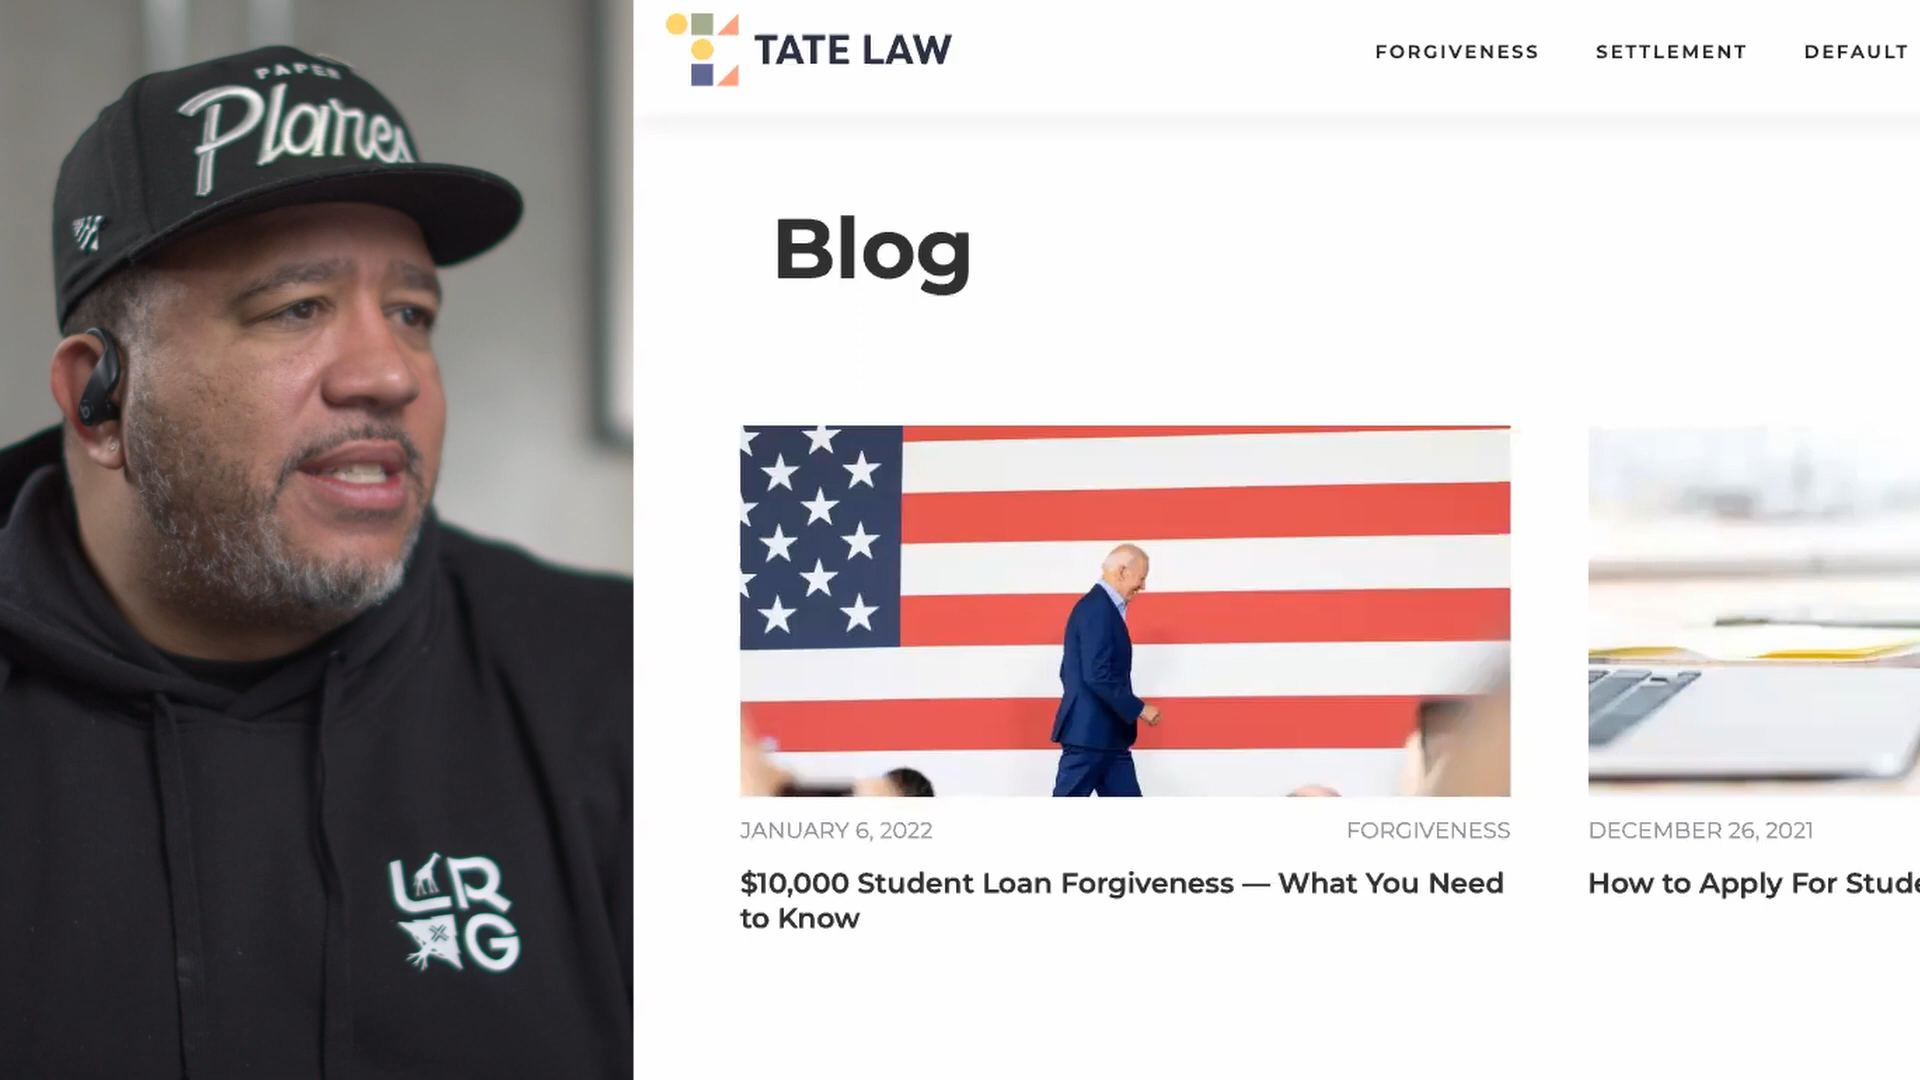 PAPER
Planes
LR
G
TATE LAW
FORGIVENESS SETTLEMENT DEFAULT
Blog
JANUARY 6, 2022 FORGIVENESS
$10,000 Student Loan Forgiveness — What You Need
to Know
DECEMBER 26, 2021
How to Apply For Stude